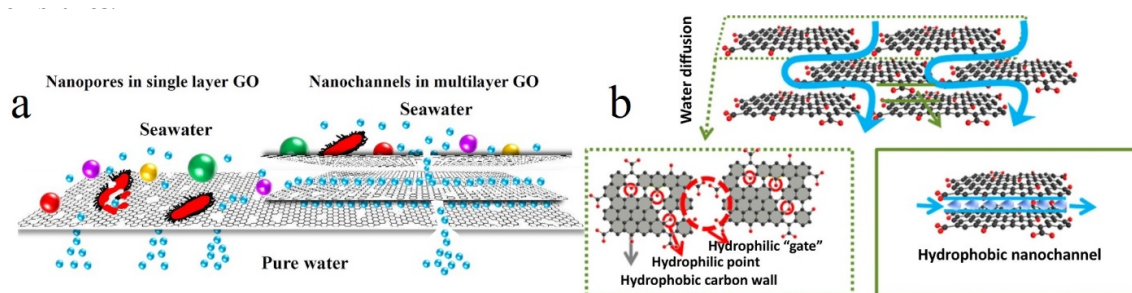 a
Nanopores in single layer GO
Nanochannels in multilayer GO
Seawater
Seawater
Pure water
b
Water diffusion
Hydrophilic "gate"
Hydrophilic point
Hydrophobic carbon wall
Hydrophobic nanochannel